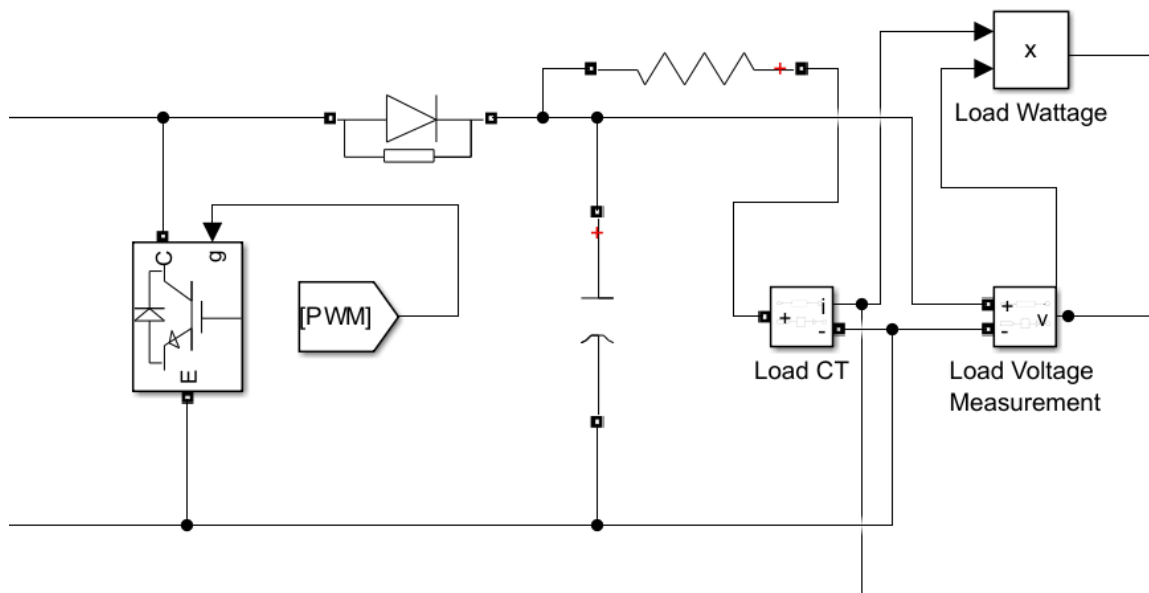 x
Load Wattage
C
g
[PWM]
E
+
+
+
i
-
Load CT
+
-
v
Load Voltage
Measurement